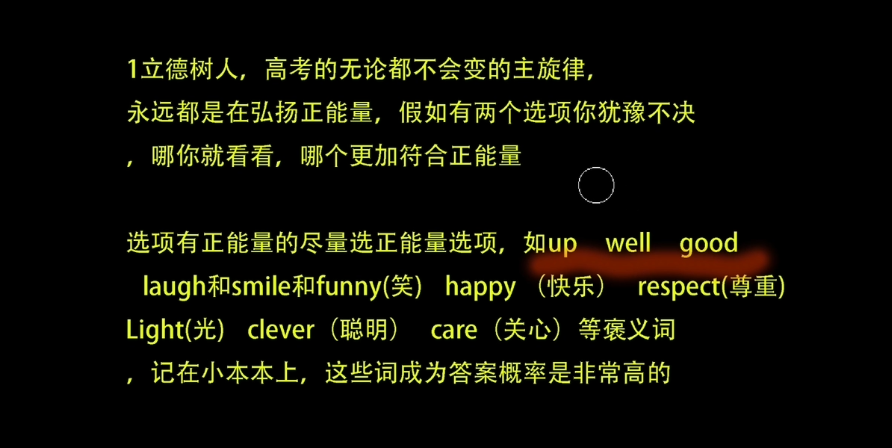 1立德树人，高考的无论都不会变的主旋律，
永远都是在弘扬正能量，假如有两个选项你犹豫不决
，哪你就看看，哪个更加符合正能量
选项有正能量的尽量选正能量选项，如up well good
laugh和smile和funny(笑) happy （快乐） respect(尊重)
Light(光) clever（聪明） care（关心）等褒义词
，记在小本本上，这些词成为答案概率是非常高的